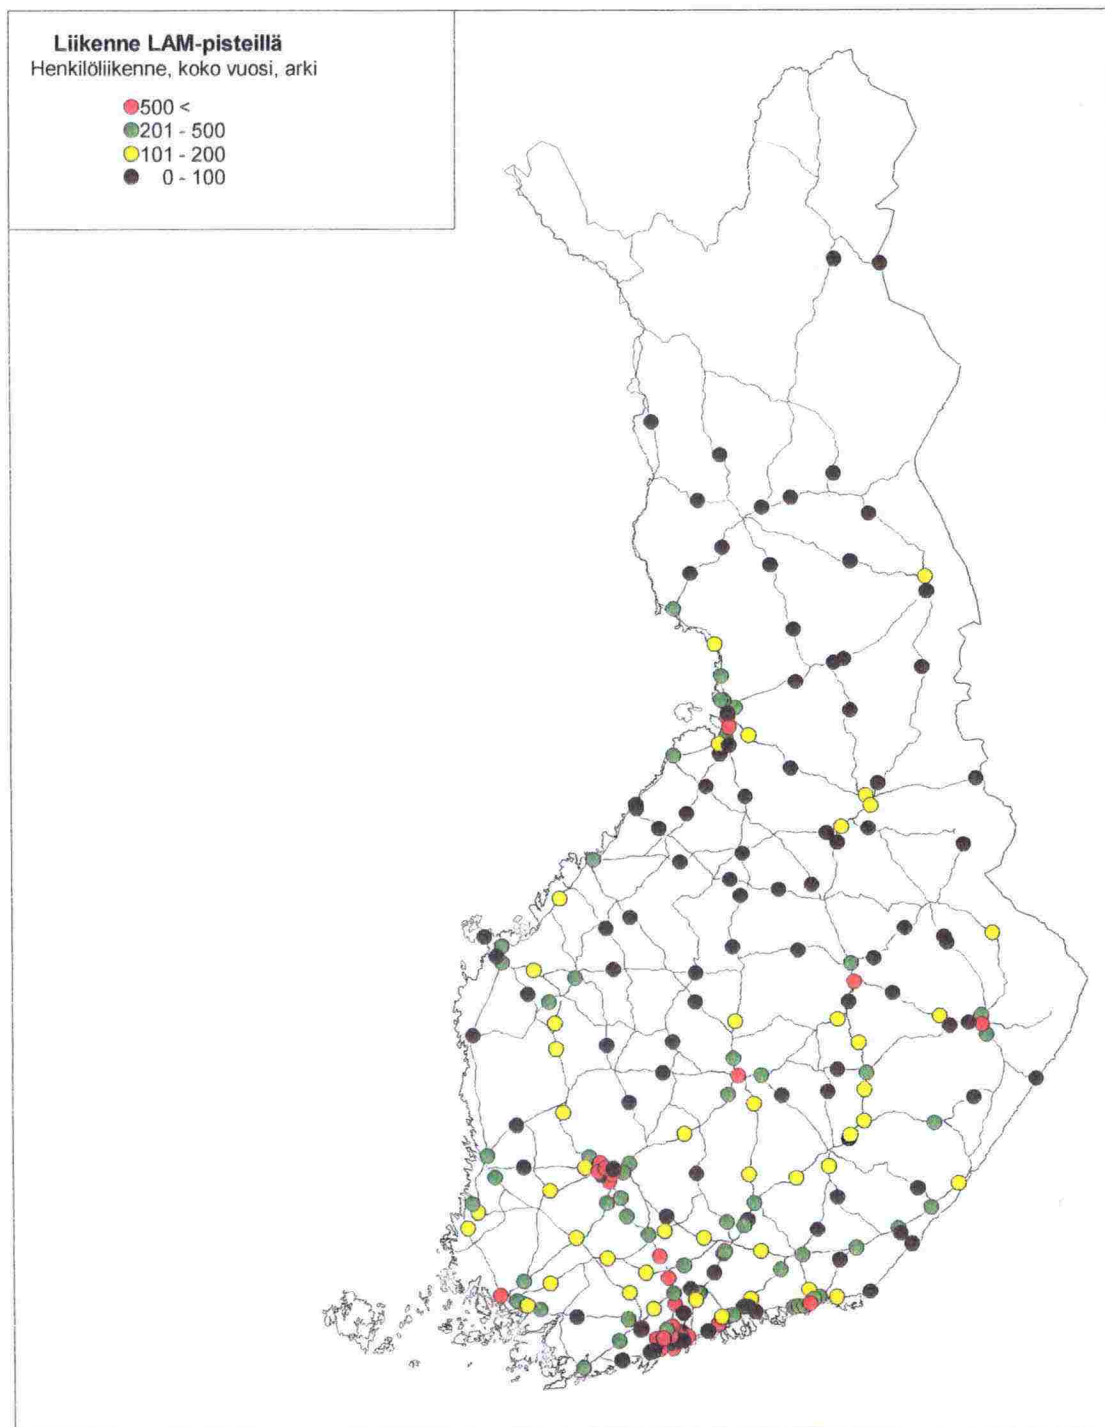 Liikenne LAM-pisteillä
Henkilöliikenne, koko vuosi, arki
500 <
201 - 500
101 - 200
0 - 100